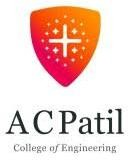 A C Patil
College of Engineering